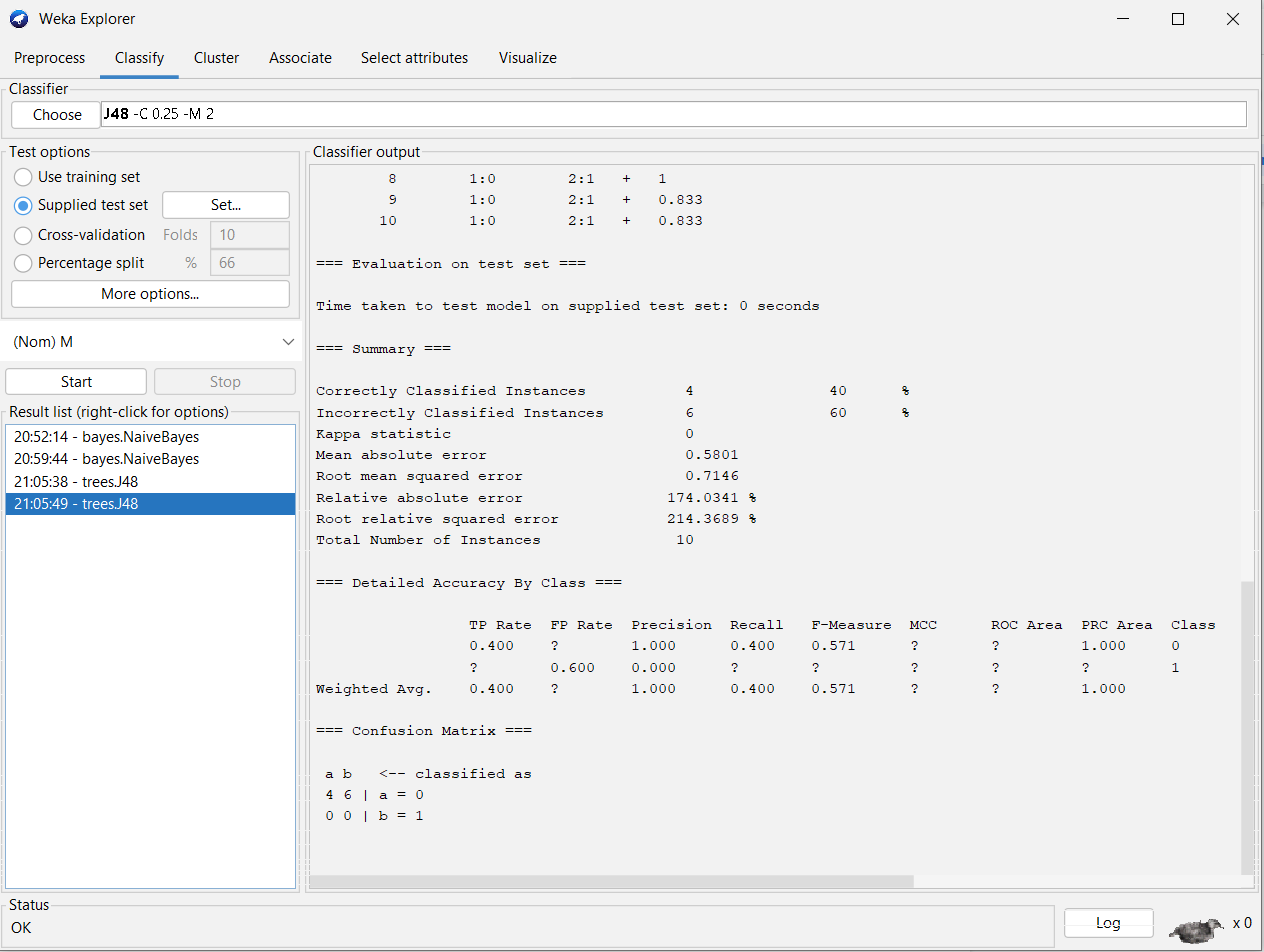 Weka Explorer
Preprocess Classify Cluster Associate Select attributes Visualize
Classifier
Choose J48 -C 0.25 -M 2
Test options
Use training set
Supplied test set Set...
Cross-validation Folds 10
Percentage split % 66
More options...
(Nom) M
Start Stop
Result list (right-click for options)
20:52:14 - bayes.NaiveBayes
20:59:44 - bayes.NaiveBayes
21:05:38 - trees.J48
21:05:49 - trees.J48
Classifier output
8 1:0 2:1 + 1
9 1:0 2:1 + 0.833
10 1:0 2:1 + 0.833
=== Evaluation on test set ===
Time taken to test model on supplied test set: 0 seconds
=== Summary ===
Correctly Classified Instances 4 40 %
Incorrectly Classified Instances 6 60 %
Kappa statistic 0
Mean absolute error 0.5801
Root mean squared error 0.7146
Relative absolute error 174.0341 %
Root relative squared error 214.3689 %
Total Number of Instances 10
=== Detailed Accuracy By Class ===
TP Rate FP Rate Precision Recall F-Measure MCC ROC Area PRC Area Class
0.400 ? 1.000 0.400 0.571 ? ? 1.000 0
? 0.600 0.000 ? ? ? ? ? 1
Weighted Avg. 0.400 ? 1.000 0.400 0.571 ? ? 1.000
=== Confusion Matrix ===
a b <-- classified as
4 6 | a = 0
0 0 | b = 1
Status
OK
Log x 0